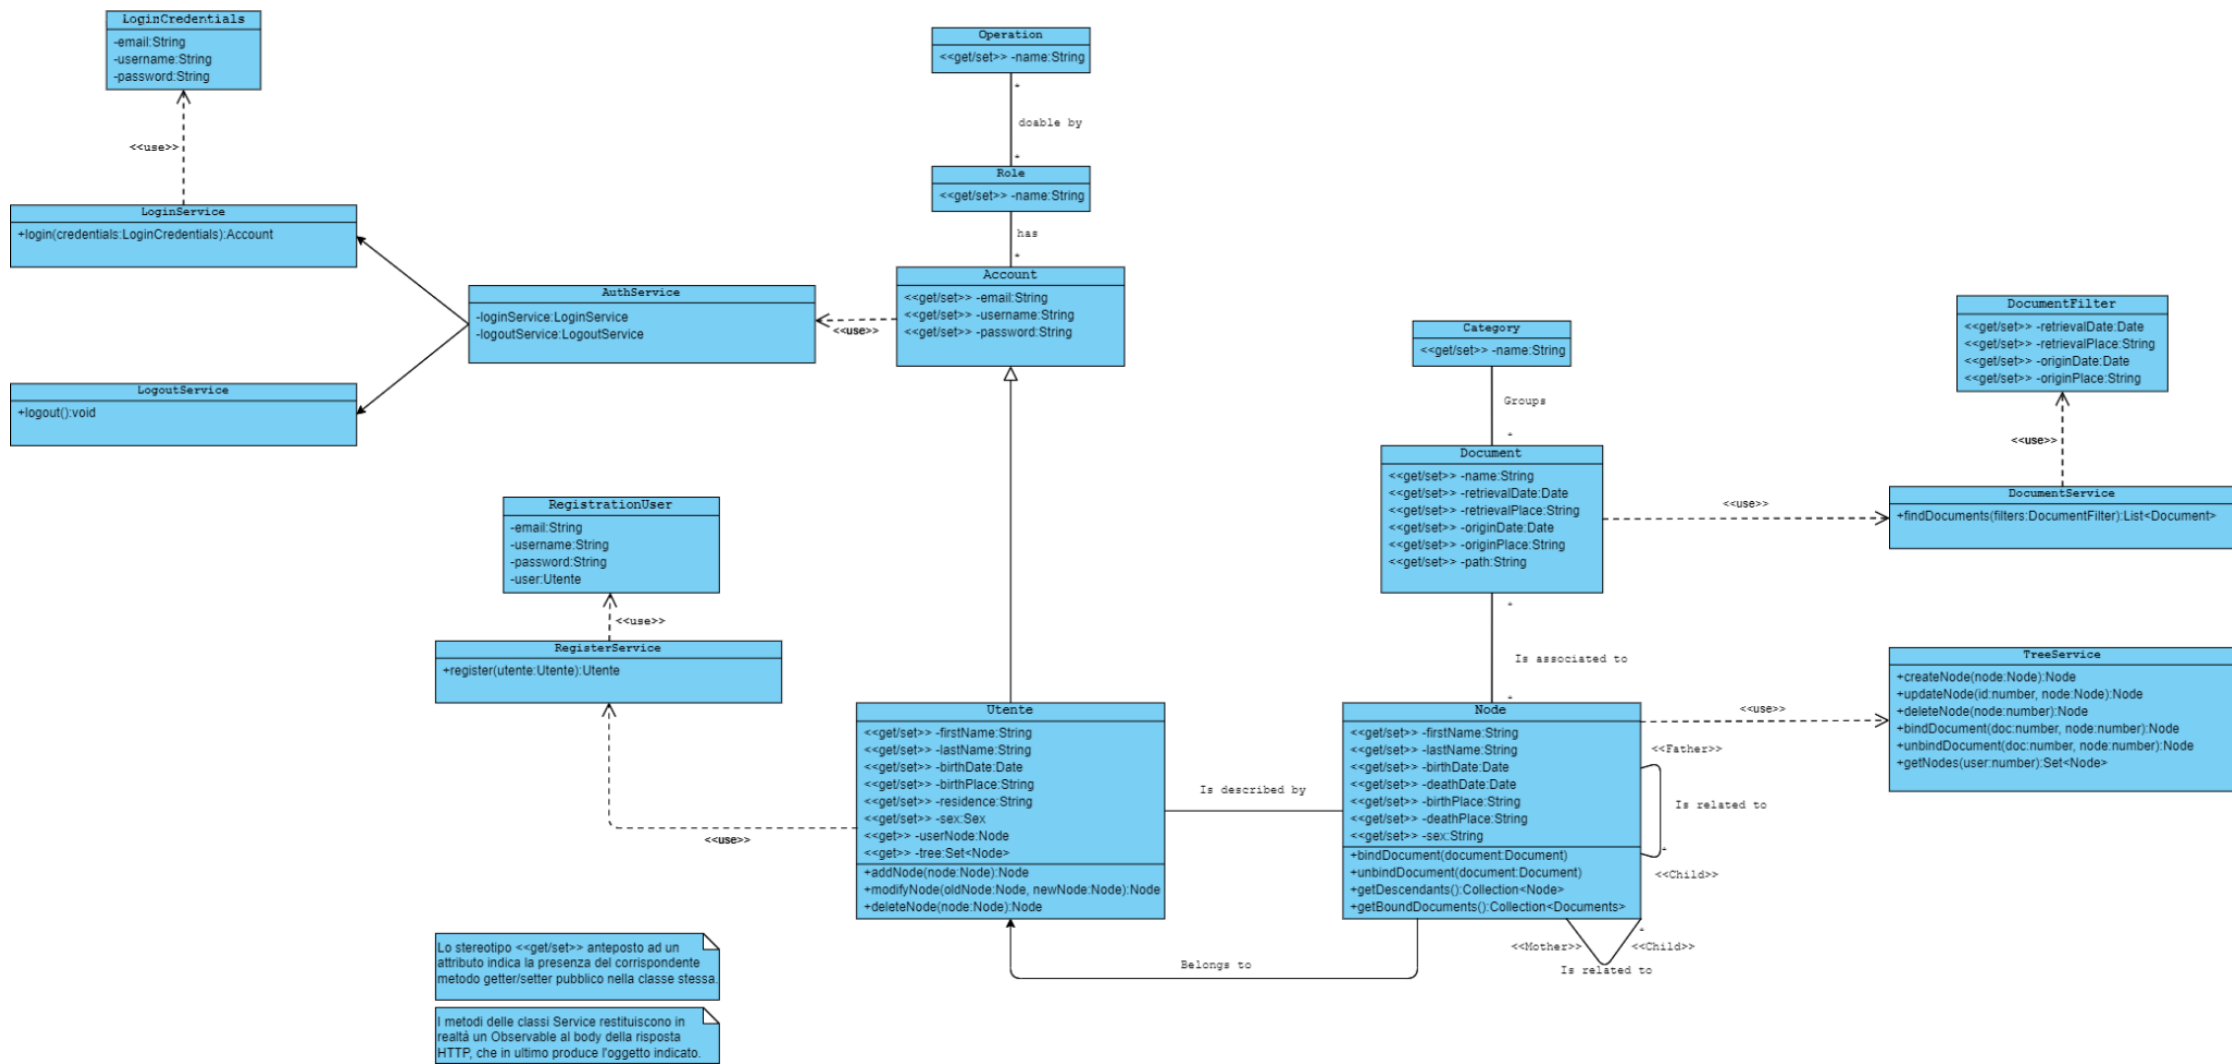 LoginCredentials
-email:String
-username:String
-password:String
<<use>>
LoginService
+login(credentials:LoginCredentials):Account
LogoutService
+logout():void
AuthService
-loginService:LoginService
-logoutService:LogoutService
<<use>>
Operation
<<get/set>> -name:String
*
doable by
*
Role
<<get/set>> -name:String
has
*
Account
<<get/set>> -email:String
<<get/set>> -username:String
<<get/set>> -password:String
RegistrationUser
-email:String
-username:String
-password:String
-user:Utente
<<use>>
RegisterService
+register(utente:Utente):Utente
<<use>>
Utente
<<get/set>> -firstName:String
<<get/set>> -lastName:String
<<get/set>> -birthDate:Date
<<get/set>> -birthPlace:String
<<get/set>> -residence:String
<<get/set>> -sex:Sex
<<get>> -userNode:Node
<<get>> -tree:Set<Node>
+addNode(node:Node):Node
+modifyNode(oldNode:Node, newNode:Node):Node
+deleteNode(node:Node):Node
Is described by
Belongs to
Category
<<get/set>> -name:String
Groups
*
Document
<<get/set>> -name:String
<<get/set>> -retrievalDate:Date
<<get/set>> -retrievalPlace:String
<<get/set>> -originDate:Date
<<get/set>> -originPlace:String
<<get/set>> -path:String
*
Is associated to
*
Node
<<get/set>> -firstName:String
<<get/set>> -lastName:String
<<get/set>> -birthDate:Date
<<get/set>> -deathDate:Date
<<get/set>> -birthPlace:String
<<get/set>> -deathPlace:String
<<get/set>> -sex:String
+bindDocument(document:Document)
+unbindDocument(document:Document)
+getDescendants():Collection<Node>
+getBoundDocuments():Collection<Documents>
<<Father>>
Is related to
*
<<Child>>
*
<<Mother>>
<<Child>>
Is related to
DocumentFilter
<<get/set>> -retrievalDate:Date
<<get/set>> -retrievalPlace:String
<<get/set>> -originDate:Date
<<get/set>> -originPlace:String
<<use>>
<<use>>
DocumentService
+findDocuments(filters:DocumentFilter):List<Document>
<<use>>
TreeService
+createNode(node:Node):Node
+updateNode(id:number, node:Node):Node
+deleteNode(node:number):Node
+bindDocument(doc:number, node:number):Node
+unbindDocument(doc:number, node:number):Node
+getNodes(user:number):Set<Node>
Lo stereotipo <<get/set>> anteposto ad un
attributo indica la presenza del corrispondente
metodo getter/setter pubblico nella classe stessa.
I metodi delle classi Service restituiscono in
realtà un Observable al body della risposta
HTTP, che in ultimo produce l'oggetto indicato.